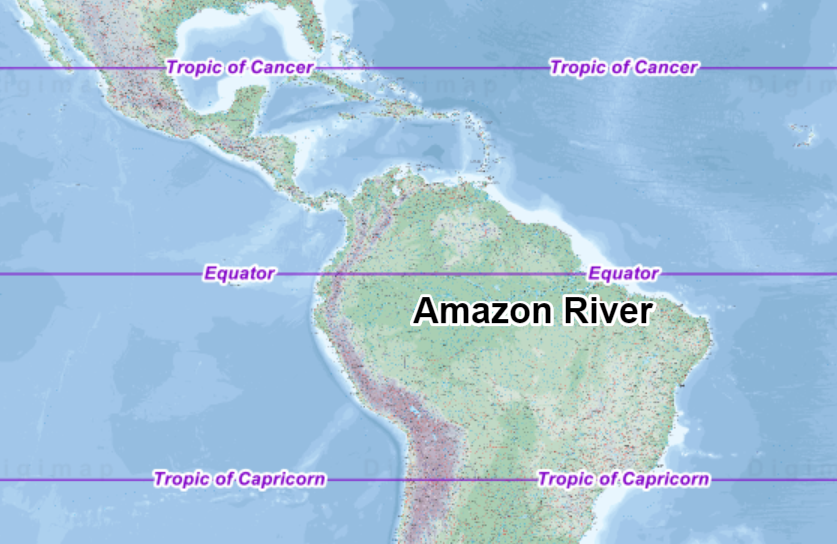 Tropic of Cancer Tropic of Cancer
Equator Equator
Amazon River
Tropic of Capricorn Tropic of Capricorn